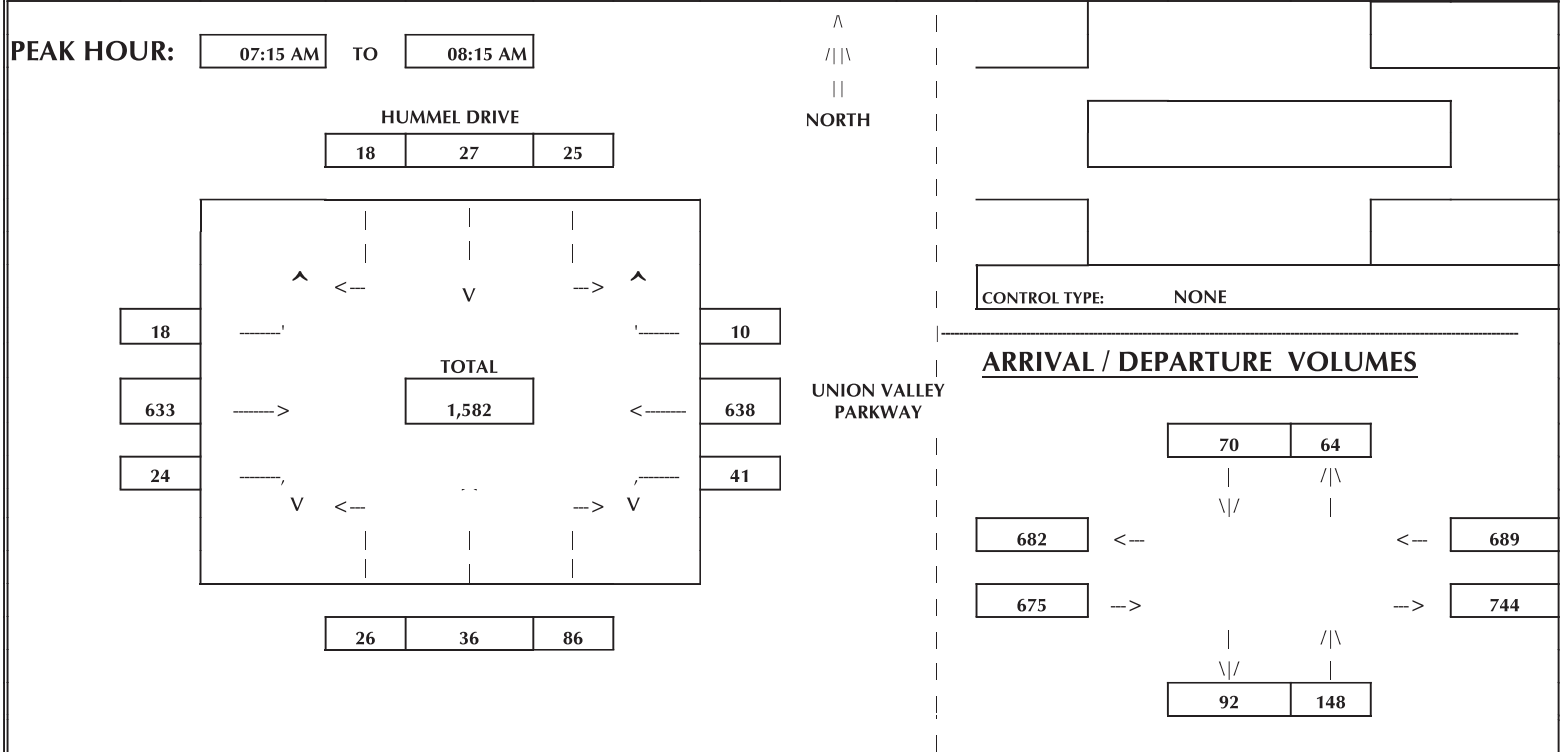 PEAK HOUR: 07:15 AM TO 08:15 AM
NORTH
HUMMEL DRIVE
18 27 25
18
10
TOTAL
633
1,582
638
24
41
26 36 86
UNION VALLEY
PARKWAY
CONTROL TYPE: NONE
ARRIVAL / DEPARTURE VOLUMES
70 64
682 689
675 744
92 148